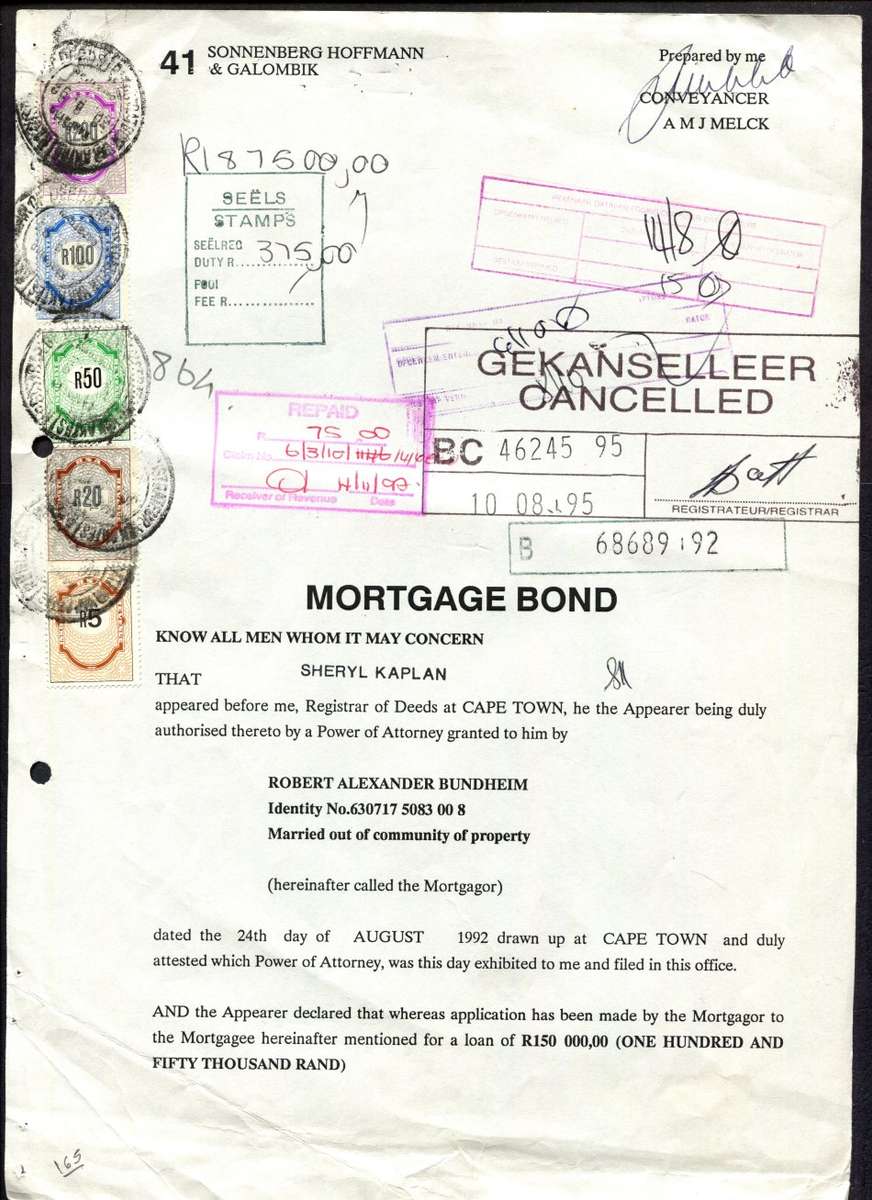 41 SONNENBERG HOFFMANN
& GALOMBIK
Prepared by me
CONVEYANCER
A M J MELCK
R187500,00
SEËLS
STAMPS
SEËLREG
DUTY R 375,00
FOOI
FEE R
R200
R100
R50
R20
R5
864
14/8
REPAID
R 75 00
Claim No.
Receiver of Revenue Date
GEKANSELLEER
CANCELLED
BC 46245 95
10 08 95
REGISTRATEUR/REGISTRAR
B 68689 92
MORTGAGE BOND
KNOW ALL MEN WHOM IT MAY CONCERN
THAT SHERYL KAPLAN
appeared before me, Registrar of Deeds at CAPE TOWN, he the Appearer being duly
authorised thereto by a Power of Attorney granted to him by
ROBERT ALEXANDER BUNDHEIM
Identity No.630717 5083 00 8
Married out of community of property
(hereinafter called the Mortgagor)
dated the 24th day of AUGUST 1992 drawn up at CAPE TOWN and duly
attested which Power of Attorney, was this day exhibited to me and filed in this office.
AND the Appearer declared that whereas application has been made by the Mortgagor to
the Mortgagee hereinafter mentioned for a loan of R150 000,00 (ONE HUNDRED AND
FIFTY THOUSAND RAND)
165